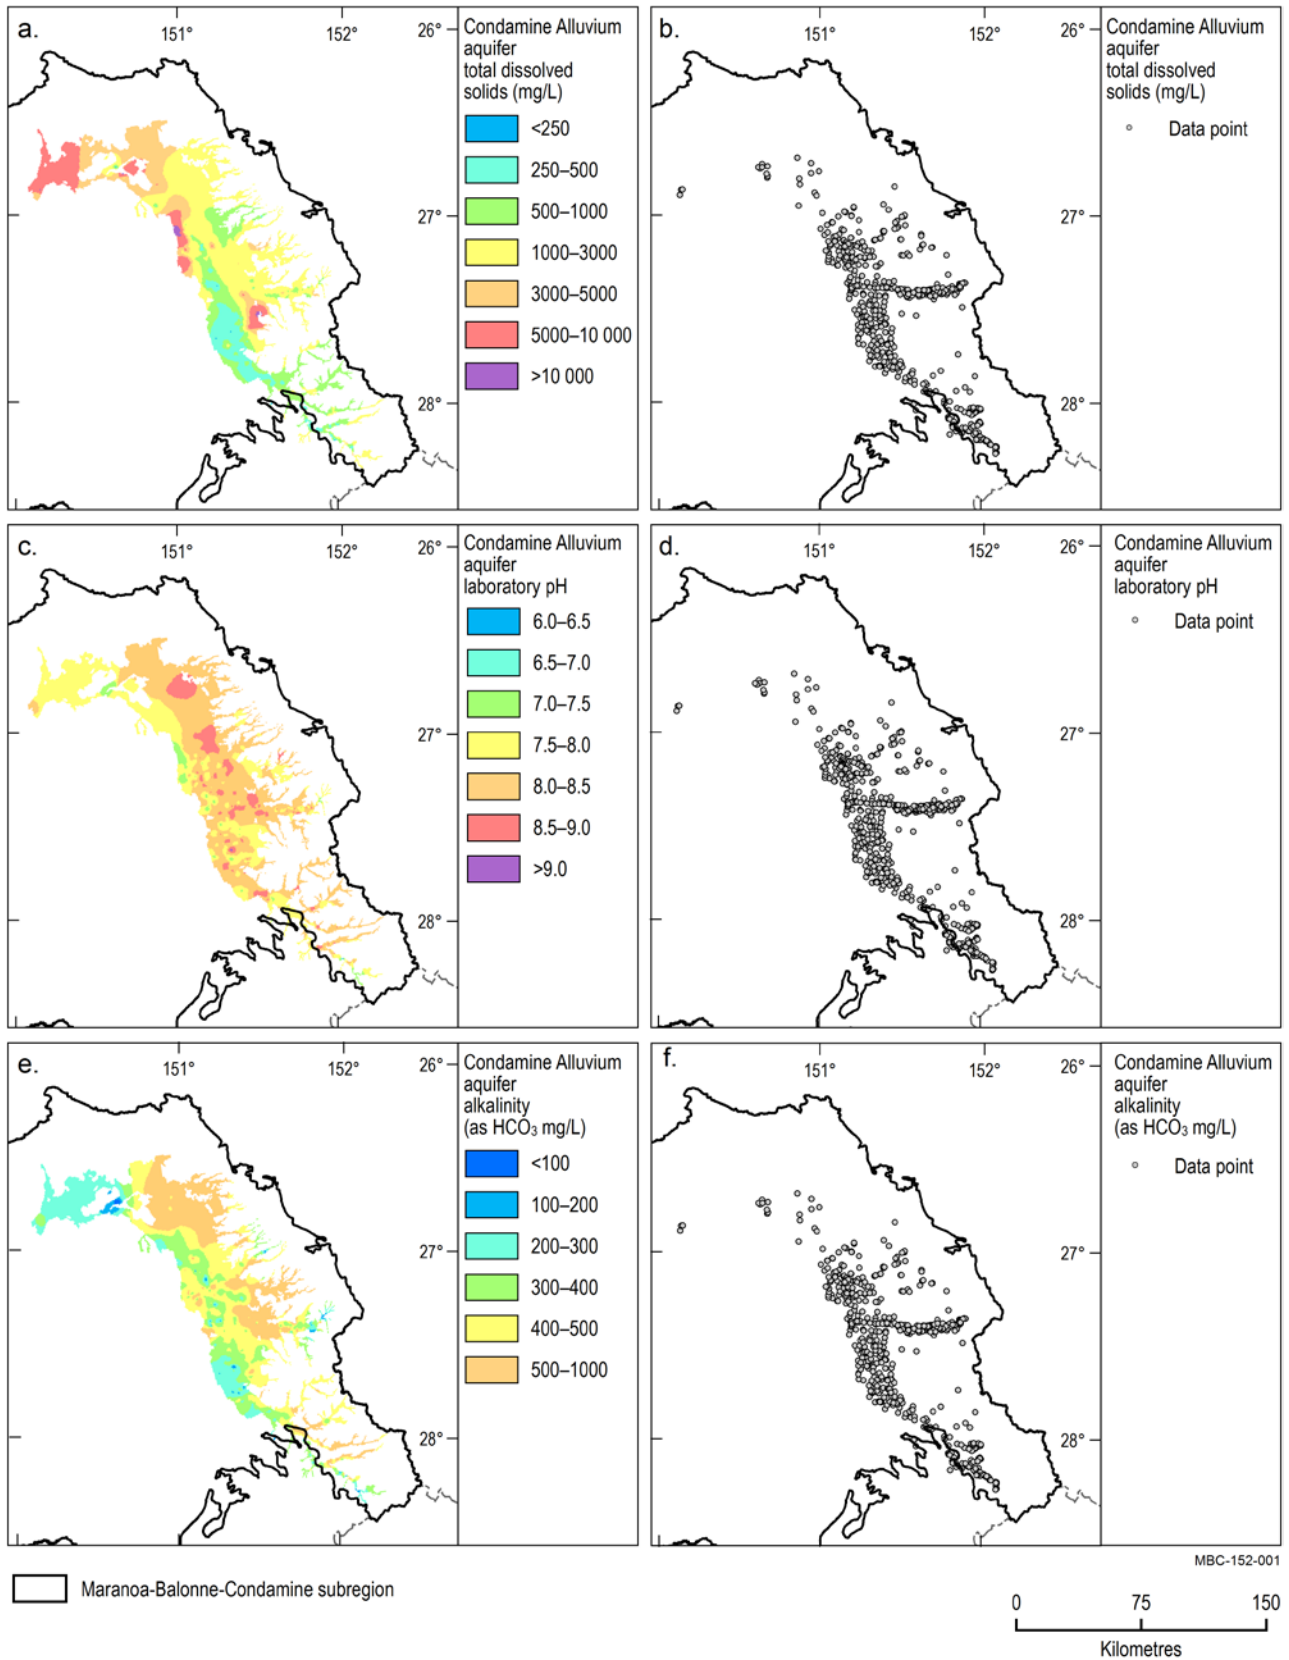 a.
151°
152°
26°
27°
28°
Condamine Alluvium
aquifer
total dissolved
solids (mg/L)
<250
250–500
500–1000
1000–3000
3000–5000
5000–10 000
>10 000
b.
151°
152°
26°
27°
28°
Condamine Alluvium
aquifer
total dissolved
solids (mg/L)
Data point
c.
151°
152°
26°
27°
28°
Condamine Alluvium
aquifer
laboratory pH
6.0–6.5
6.5–7.0
7.0–7.5
7.5–8.0
8.0–8.5
8.5–9.0
>9.0
d.
151°
152°
26°
27°
28°
Condamine Alluvium
aquifer
laboratory pH
Data point
e.
151°
152°
26°
27°
28°
Condamine Alluvium
aquifer
alkalinity
(as HCO₃ mg/L)
<100
100–200
200–300
300–400
400–500
500–1000
f.
151°
152°
26°
27°
28°
Condamine Alluvium
aquifer
alkalinity
(as HCO₃ mg/L)
Data point
MBC-152-001
Maranoa-Balonne-Condamine subregion
0 75 150
Kilometres